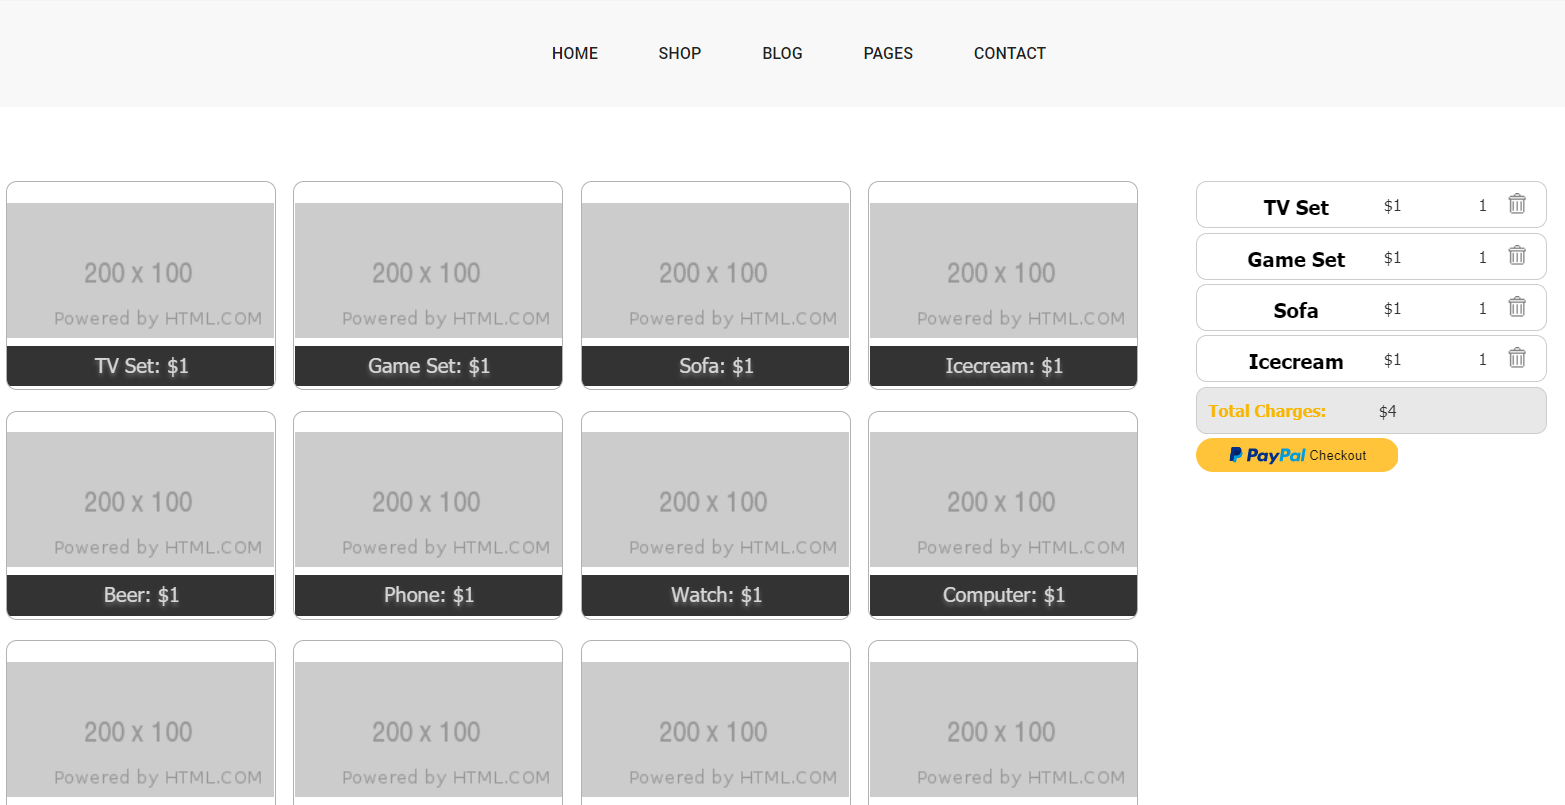 HOME SHOP BLOG PAGES CONTACT
200 x 100 200 x 100 200 x 100 200 x 100
Powered by HTML.COM Powered by HTML.COM Powered by HTML.COM Powered by HTML.COM
TV Set: $1 Game Set: $1 Sofa: $1 Icecream: $1
200 x 100 200 x 100 200 x 100 200 x 100
Powered by HTML.COM Powered by HTML.COM Powered by HTML.COM Powered by HTML.COM
Beer: $1 Phone: $1 Watch: $1 Computer: $1
200 x 100 200 x 100 200 x 100 200 x 100
Powered by HTML.COM Powered by HTML.COM Powered by HTML.COM Powered by HTML.COM
TV Set $1 1
Game Set $1 1
Sofa $1 1
Icecream $1 1
Total Charges: $4
PayPal Checkout